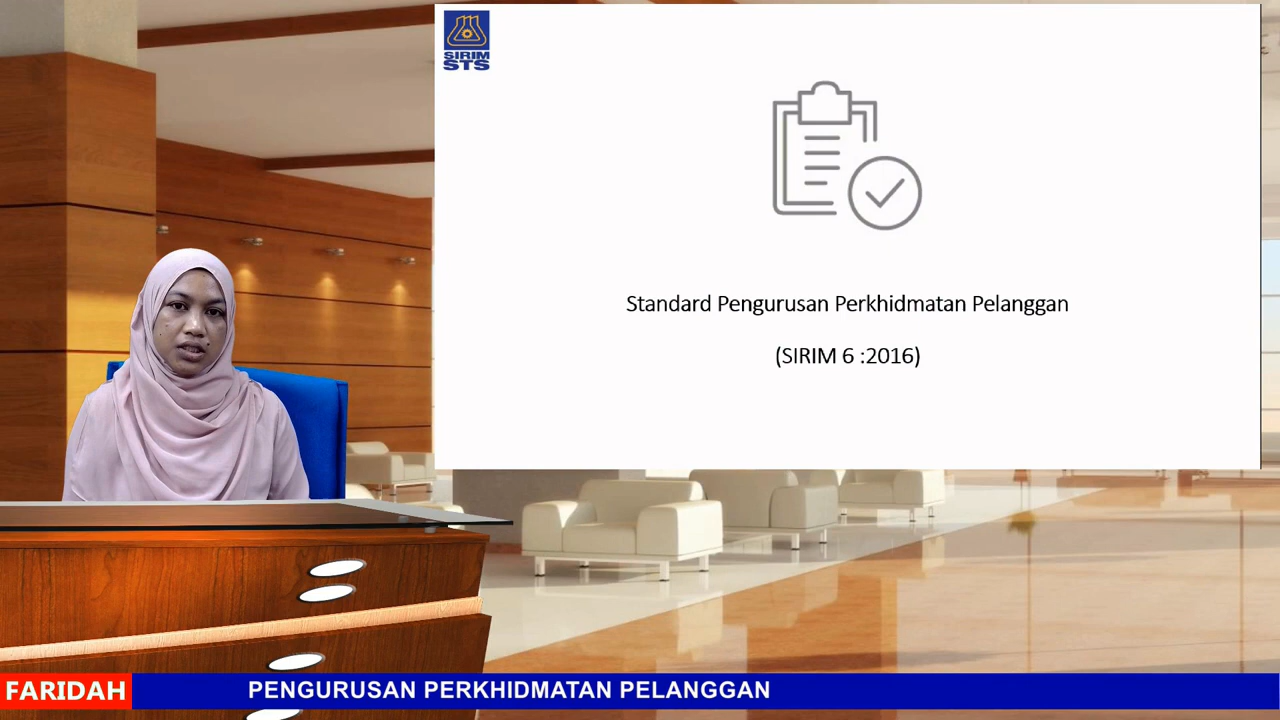 SIRIM
STS
Standard Pengurusan Perkhidmatan Pelanggan
(SIRIM 6 :2016)
FARIDAH
PENGURUSAN PERKHIDMATAN PELANGGAN